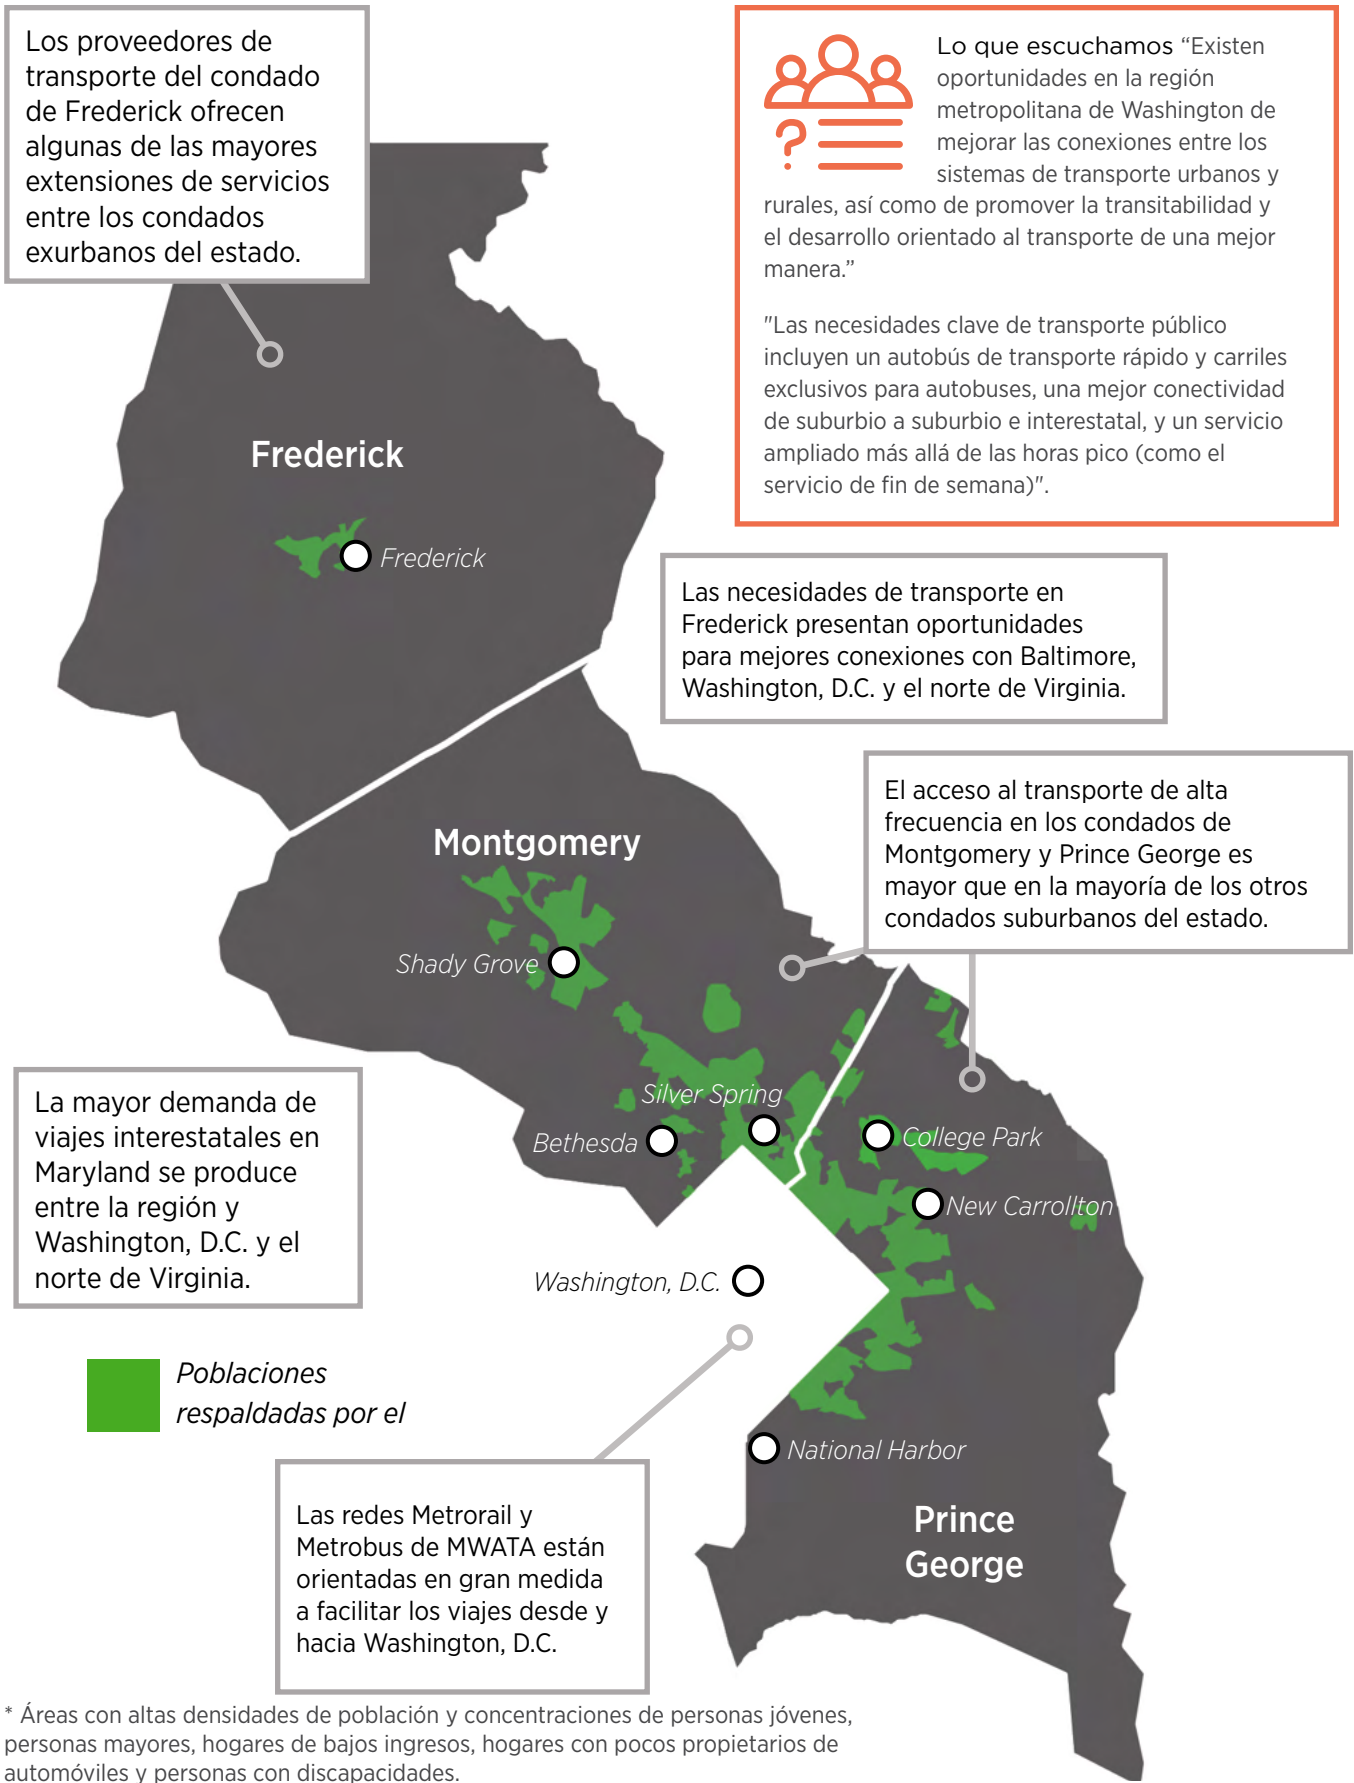 Los proveedores de
transporte del condado
de Frederick ofrecen
algunas de las mayores
extensiones de servicios
entre los condados
exurbanos del estado.
Lo que escuchamos “Existen
oportunidades en la región
metropolitana de Washington de
mejorar las conexiones entre los
sistemas de transporte urbanos y
rurales, así como de promover la transitabilidad y
el desarrollo orientado al transporte de una mejor
manera.”
"Las necesidades clave de transporte público
incluyen un autobús de transporte rápido y carriles
exclusivos para autobuses, una mejor conectividad
de suburbio a suburbio e interestatal, y un servicio
ampliado más allá de las horas pico (como el
servicio de fin de semana)".
Frederick
Frederick
Las necesidades de transporte en
Frederick presentan oportunidades
para mejores conexiones con Baltimore,
Washington, D.C. y el norte de Virginia.
El acceso al transporte de alta
frecuencia en los condados de
Montgomery y Prince George es
mayor que en la mayoría de los otros
condados suburbanos del estado.
Montgomery
Shady Grove
Silver Spring
Bethesda
College Park
New Carrollton
La mayor demanda de
viajes interestatales en
Maryland se produce
entre la región y
Washington, D.C. y el
norte de Virginia.
Washington, D.C.
Poblaciones
respaldadas por el
National Harbor
Prince
George
Las redes Metrorail y
Metrobus de MWATA están
orientadas en gran medida
a facilitar los viajes desde y
hacia Washington, D.C.
* Áreas con altas densidades de población y concentraciones de personas jóvenes,
personas mayores, hogares de bajos ingresos, hogares con pocos propietarios de
automóviles y personas con discapacidades.